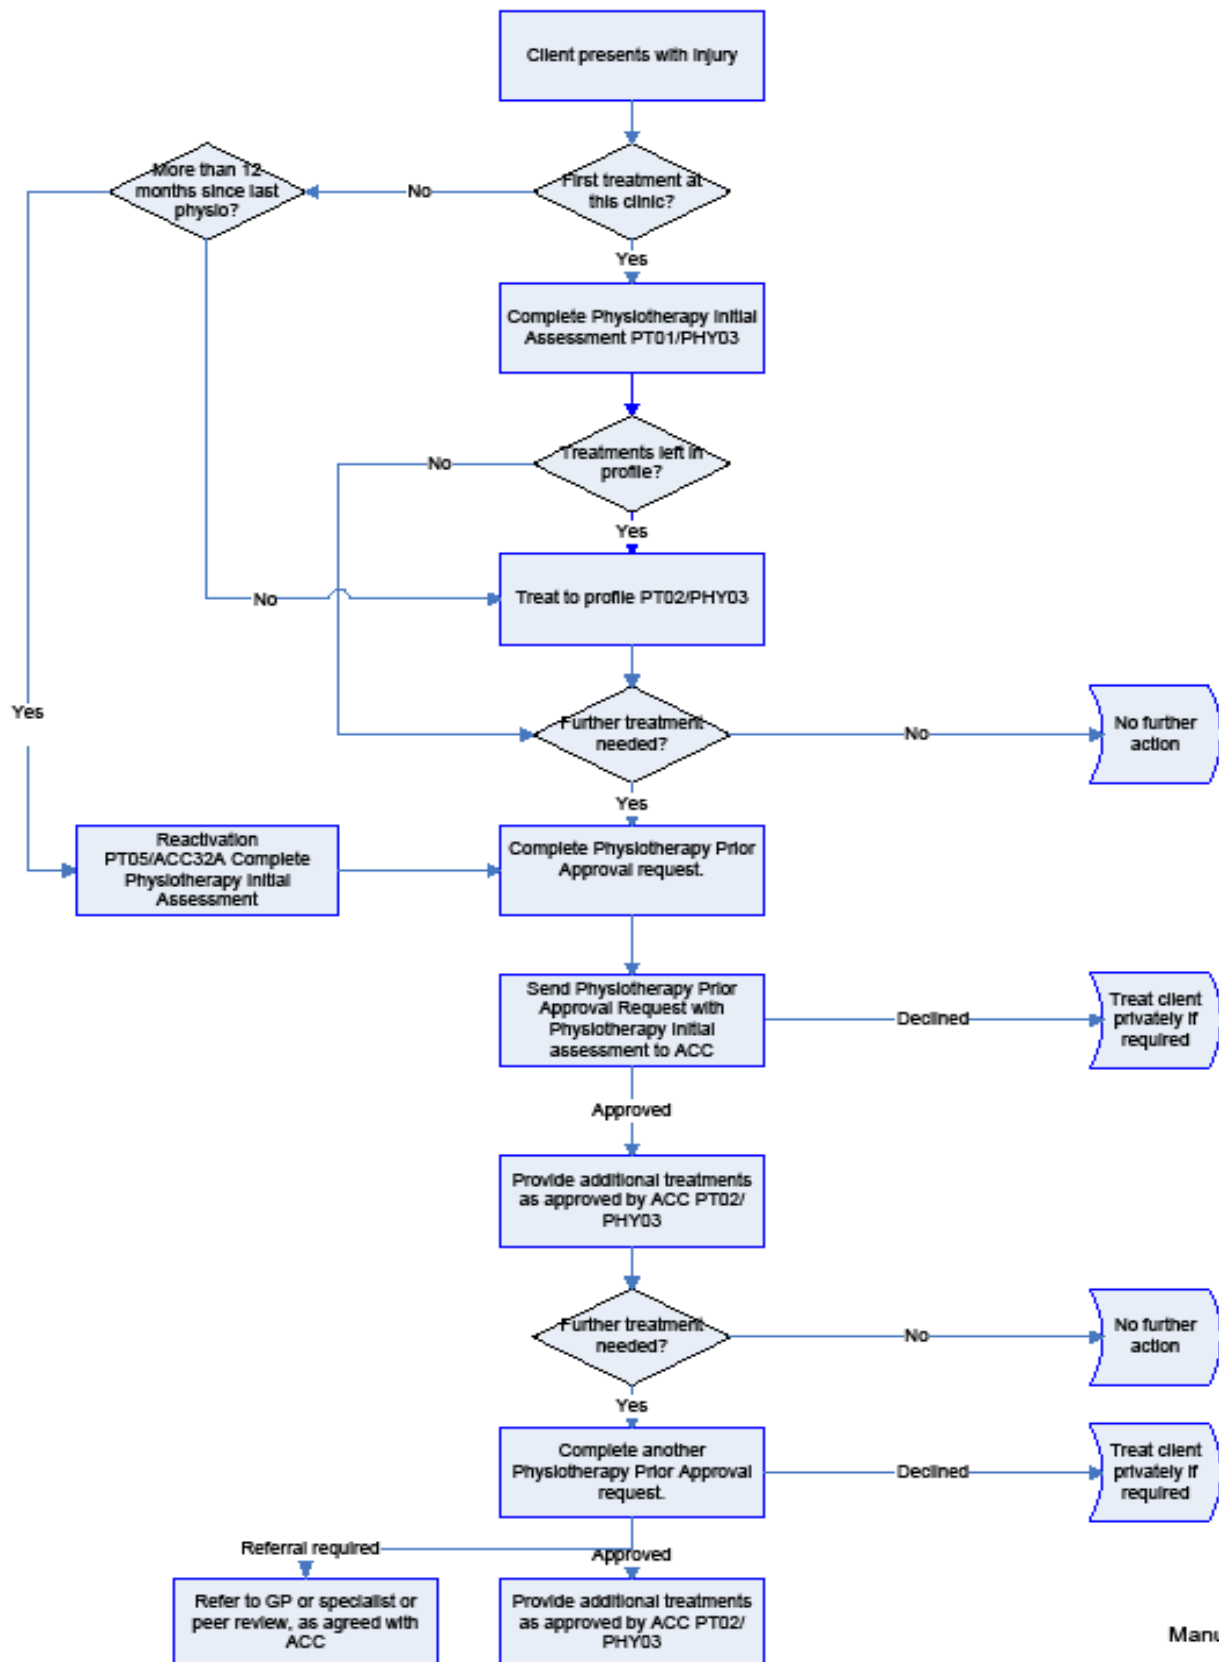 Client presents with injury
More than 12
months since last
physio?
No
First treatment at
this clinic?
Yes
Complete Physiotherapy Initial
Assessment PT01/PHY03
No
Treatments left in
profile?
Yes
No
Treat to profile PT02/PHY03
Yes
Further treatment
needed?
No
No further
action
Yes
Reactivation
PT05/ACC32A Complete
Physiotherapy Initial
Assessment
Complete Physiotherapy Prior
Approval request.
Send Physiotherapy Prior
Approval Request with
Physiotherapy Initial
assessment to ACC
Declined
Treat client
privately if
required
Approved
Provide additional treatments
as approved by ACC PT02/
PHY03
Further treatment
needed?
No
No further
action
Yes
Complete another
Physiotherapy Prior Approval
request.
Declined
Treat client
privately if
required
Referral required
Approved
Refer to GP or specialist or
peer review, as agreed with
ACC
Provide additional treatments
as approved by ACC PT02/
PHY03
Manu